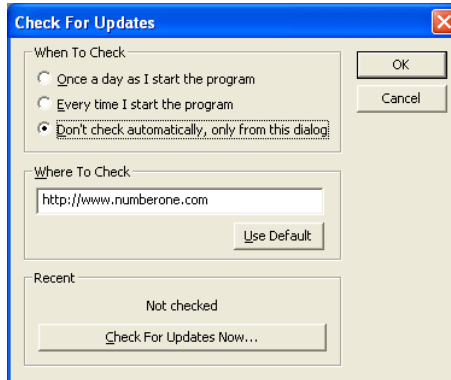 Check For Updates
When To Check
Once a day as I start the program
Every time I start the program
Don't check automatically, only from this dialog
OK
Cancel
Where To Check
http://www.numberone.com
Use Default
Recent
Not checked
Check For Updates Now...